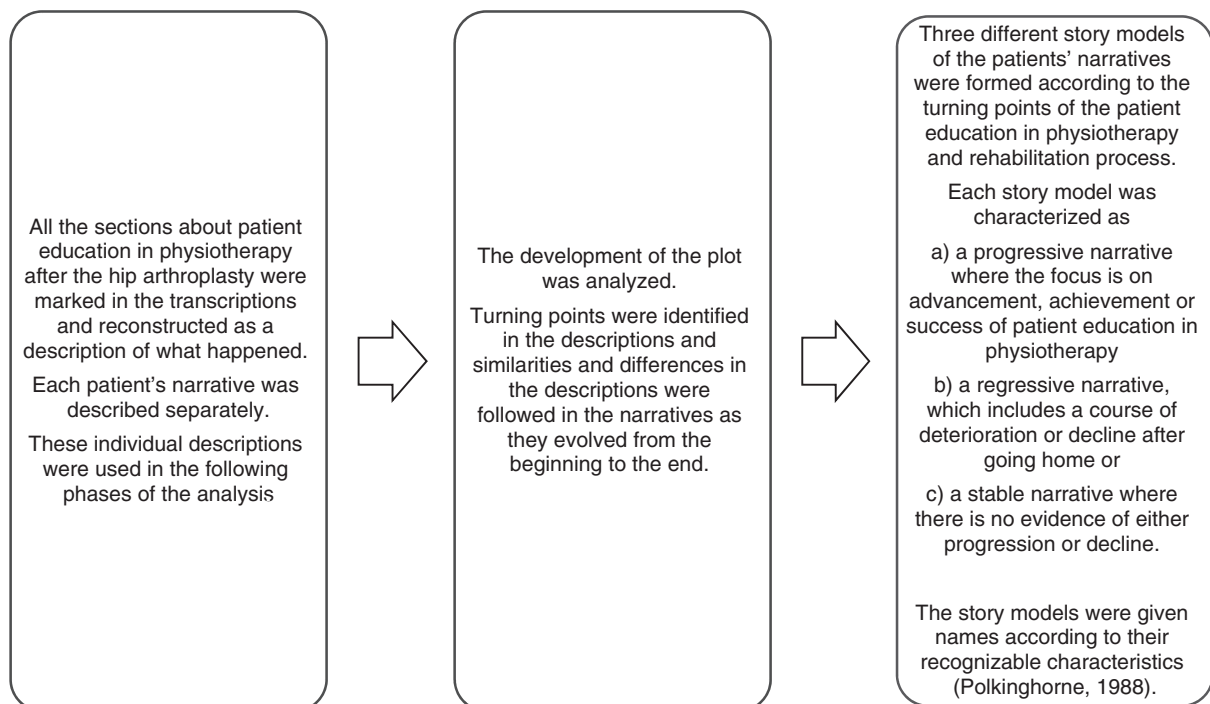 All the sections about patient
education in physiotherapy
after the hip arthroplasty were
marked in the transcriptions
and reconstructed as a
description of what happened.
Each patient's narrative was
described separately.
These individual descriptions
were used in the following
phases of the analysis
The development of the plot
was analyzed.
Turning points were identified
in the descriptions and
similarities and differences in
the descriptions were
followed in the narratives as
they evolved from the
beginning to the end.
Three different story models
of the patients' narratives
were formed according to the
turning points of the patient
education in physiotherapy
and rehabilitation process.
Each story model was
characterized as
a) a progressive narrative
where the focus is on
advancement, achievement or
success of patient education in
physiotherapy
b) a regressive narrative,
which includes a course of
deterioration or decline after
going home or
c) a stable narrative where
there is no evidence of either
progression or decline.
The story models were given
names according to their
recognizable characteristics
(Polkinghorne, 1988).